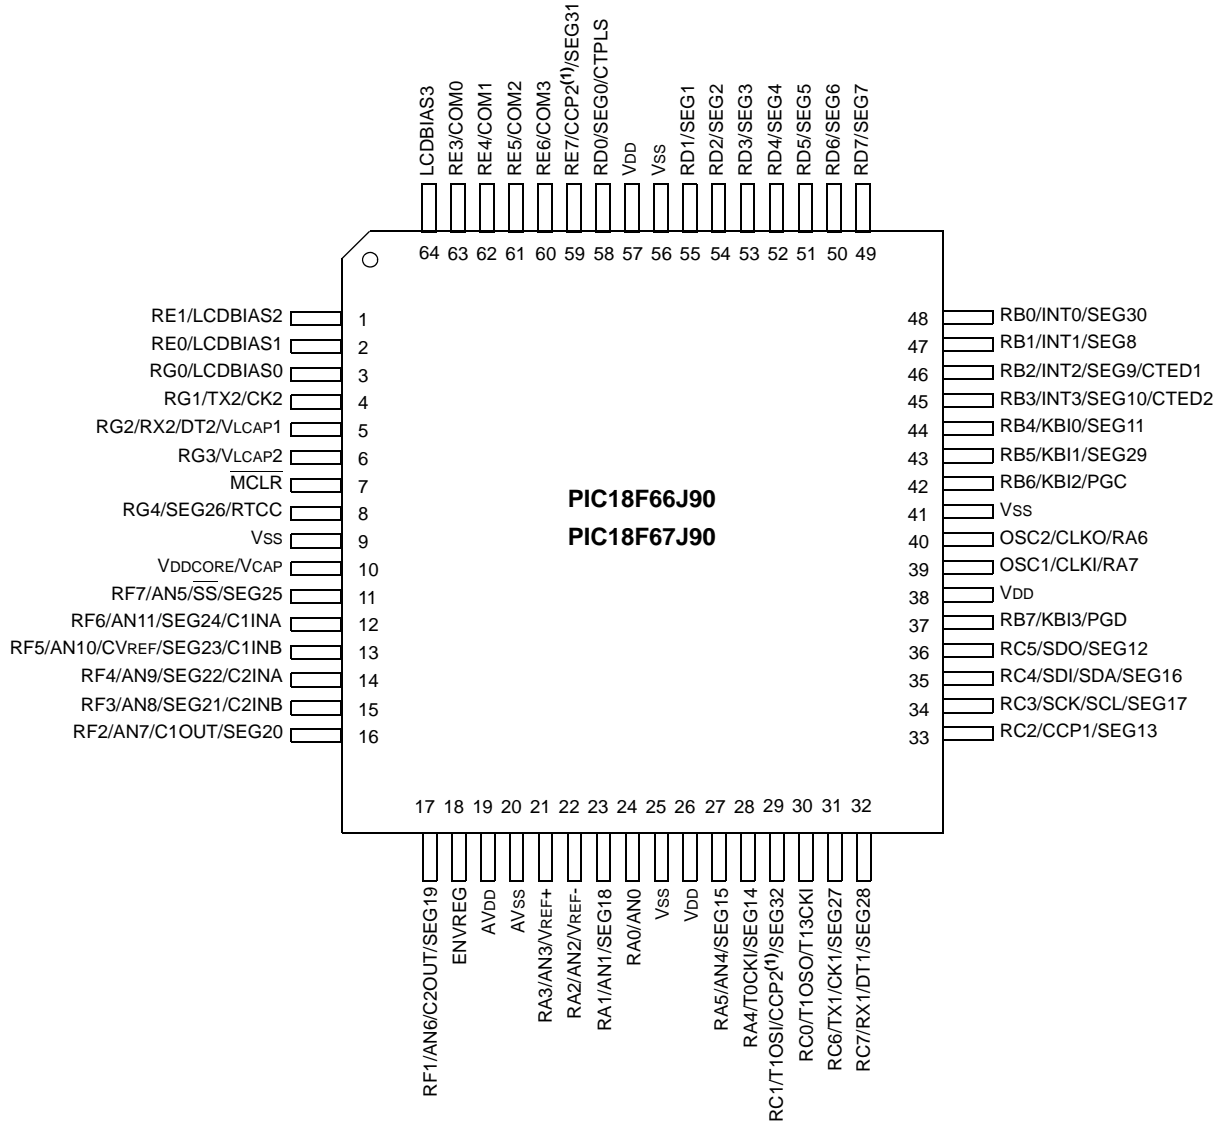 LCDBIAS3
RE3/COM0
RE4/COM1
RE5/COM2
RE6/COM3
RE7/CCP2(1)/SEG31
RD0/SEG0/CTPLS
VDD
VSS
RD1/SEG1
RD2/SEG2
RD3/SEG3
RD4/SEG4
RD5/SEG5
RD6/SEG6
RD7/SEG7
64 63 62 61 60 59 58 57 56 55 54 53 52 51 50 49
RE1/LCDBIAS2 1
RE0/LCDBIAS1 2
RG0/LCDBIAS0 3
RG1/TX2/CK2 4
RG2/RX2/DT2/VLCAP1 5
RG3/VLCAP2 6
MCLR 7
RG4/SEG26/RTCC 8
VSS 9
VDDCORE/VCAP 10
RF7/AN5/SS/SEG25 11
RF6/AN11/SEG24/C1INA 12
RF5/AN10/CVREF/SEG23/C1INB 13
RF4/AN9/SEG22/C2INA 14
RF3/AN8/SEG21/C2INB 15
RF2/AN7/C1OUT/SEG20 16
PIC18F66J90
PIC18F67J90
48 RB0/INT0/SEG30
47 RB1/INT1/SEG8
46 RB2/INT2/SEG9/CTED1
45 RB3/INT3/SEG10/CTED2
44 RB4/KBI0/SEG11
43 RB5/KBI1/SEG29
42 RB6/KBI2/PGC
41 VSS
40 OSC2/CLKO/RA6
39 OSC1/CLKI/RA7
38 VDD
37 RB7/KBI3/PGD
36 RC5/SDO/SEG12
35 RC4/SDI/SDA/SEG16
34 RC3/SCK/SCL/SEG17
33 RC2/CCP1/SEG13
17 18 19 20 21 22 23 24 25 26 27 28 29 30 31 32
RF1/AN6/C2OUT/SEG19
ENVREG
AVDD
AVSS
RA3/AN3/VREF+
RA2/AN2/VREF-
RA1/AN1/SEG18
RA0/AN0
VSS
VDD
RA5/AN4/SEG15
RA4/T0CKI/SEG14
RC1/T1OSI/CCP2(1)/SEG32
RC0/T1OSO/T13CKI
RC6/TX1/CK1/SEG27
RC7/RX1/DT1/SEG28